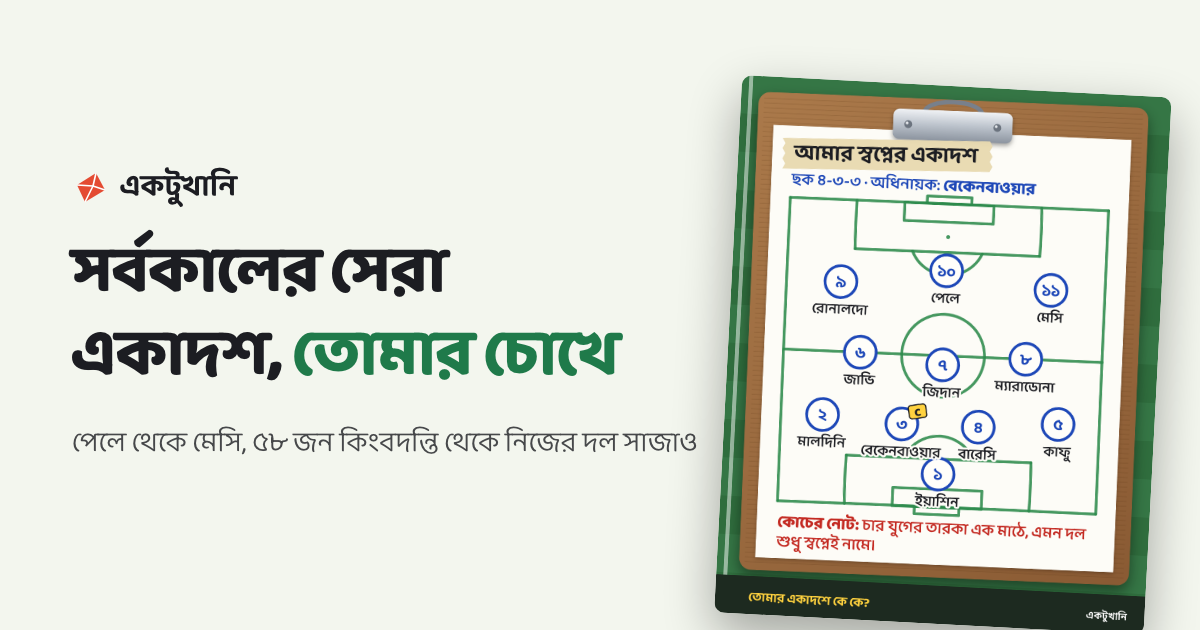 একটুখানি
সর্বকালের সেরা
একাদশ, তোমার চোখে
পেলে থেকে মেসি, ৫৮ জন কিংবদন্তি থেকে নিজের দল সাজাও
আমার স্বপ্নের একাদশ
ছক ৪-৩-৩ · অধিনায়ক: বেকেনবাওয়ার
৯
রোনালদো
১০
পেলে
১১
মেসি
৬
জাভি
৭
জিদান
৮
ম্যারাডোনা
২
মালদিনি
৩
C
বেকেনবাওয়ার
৪
বারেসি
৫
কাফু
১
ইয়াশিন
কোচের নোট: চার যুগের তারকা এক মাঠে, এমন দল
শুধু স্বপ্নেই নামে।
তোমার একাদশে কে কে?
একটুখানি